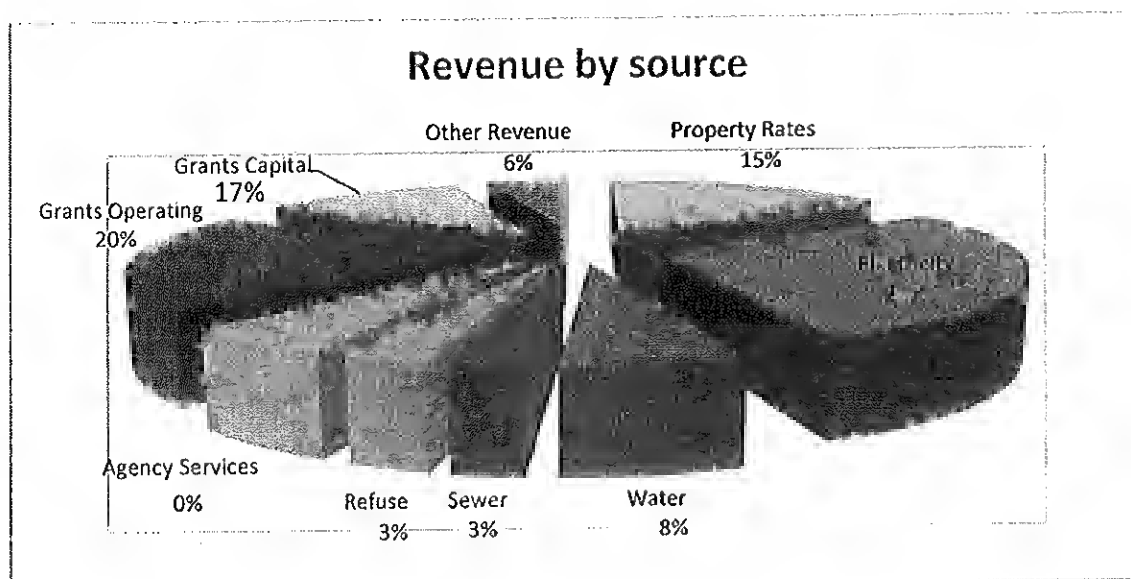 Revenue by source
Other Revenue
6%
Property Rates
15%
Grants Capital
17%
Grants Operating
20%
Electricity
Agency Services
0%
Refuse
3%
Sewer
3%
Water
8%